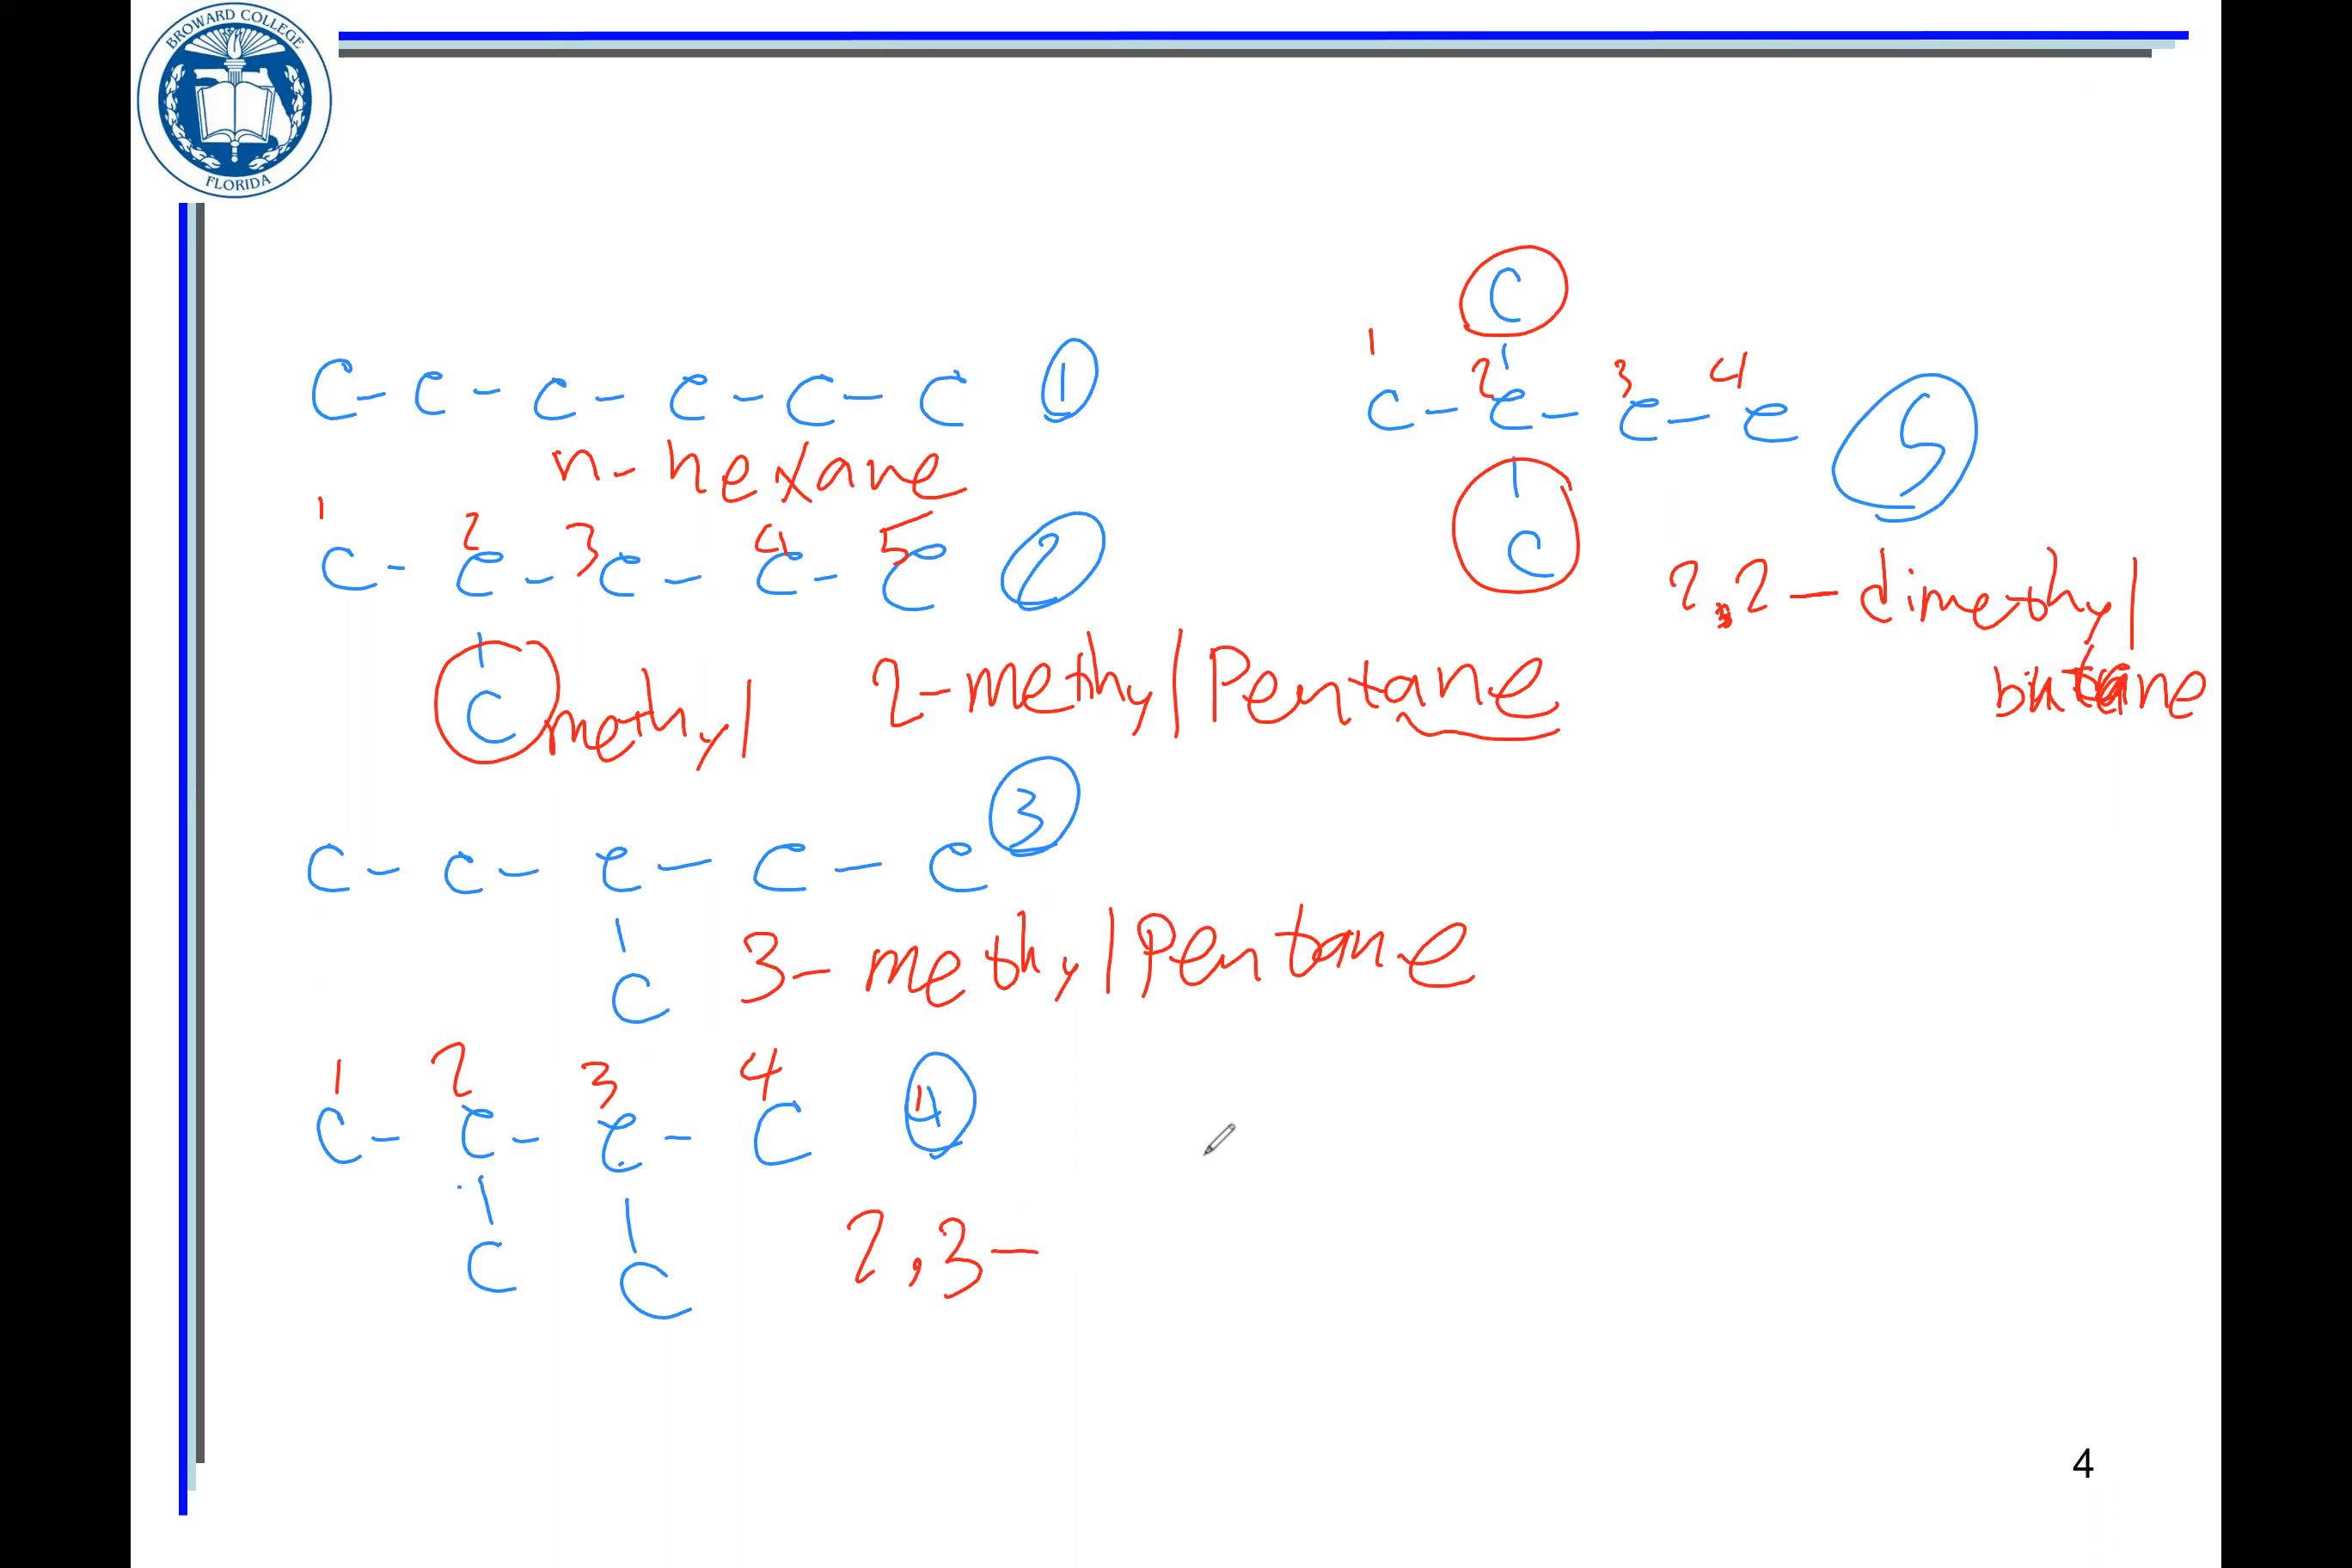 BROWARD COLLEGE
FLORIDA
C - C - C - C - C - C 1
n-hexane
1 2 3 4 5
C - C - C - C - C 2
C methyl
2-methyl Pentane
C - C - C - C - C 3
C
3-methyl Pentane
1 2 3 4
C - C - C - C 4
C C
2,3-
C
1 2 3 4
C - C - C - C 5
C
2,2-dimethyl
butane
4